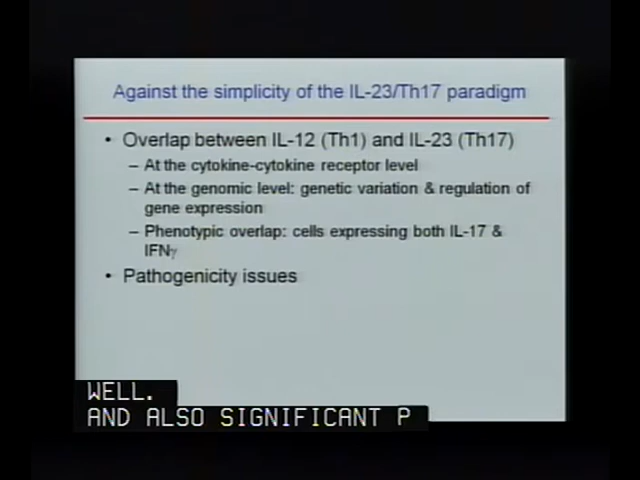 Against the simplicity of the IL-23/Th17 paradigm
• Overlap between IL-12 (Th1) and IL-23 (Th17)
– At the cytokine-cytokine receptor level
– At the genomic level: genetic variation & regulation of
gene expression
– Phenotypic overlap: cells expressing both IL-17 &
IFNγ
• Pathogenicity issues
WELL.
AND ALSO SIGNIFICANT P